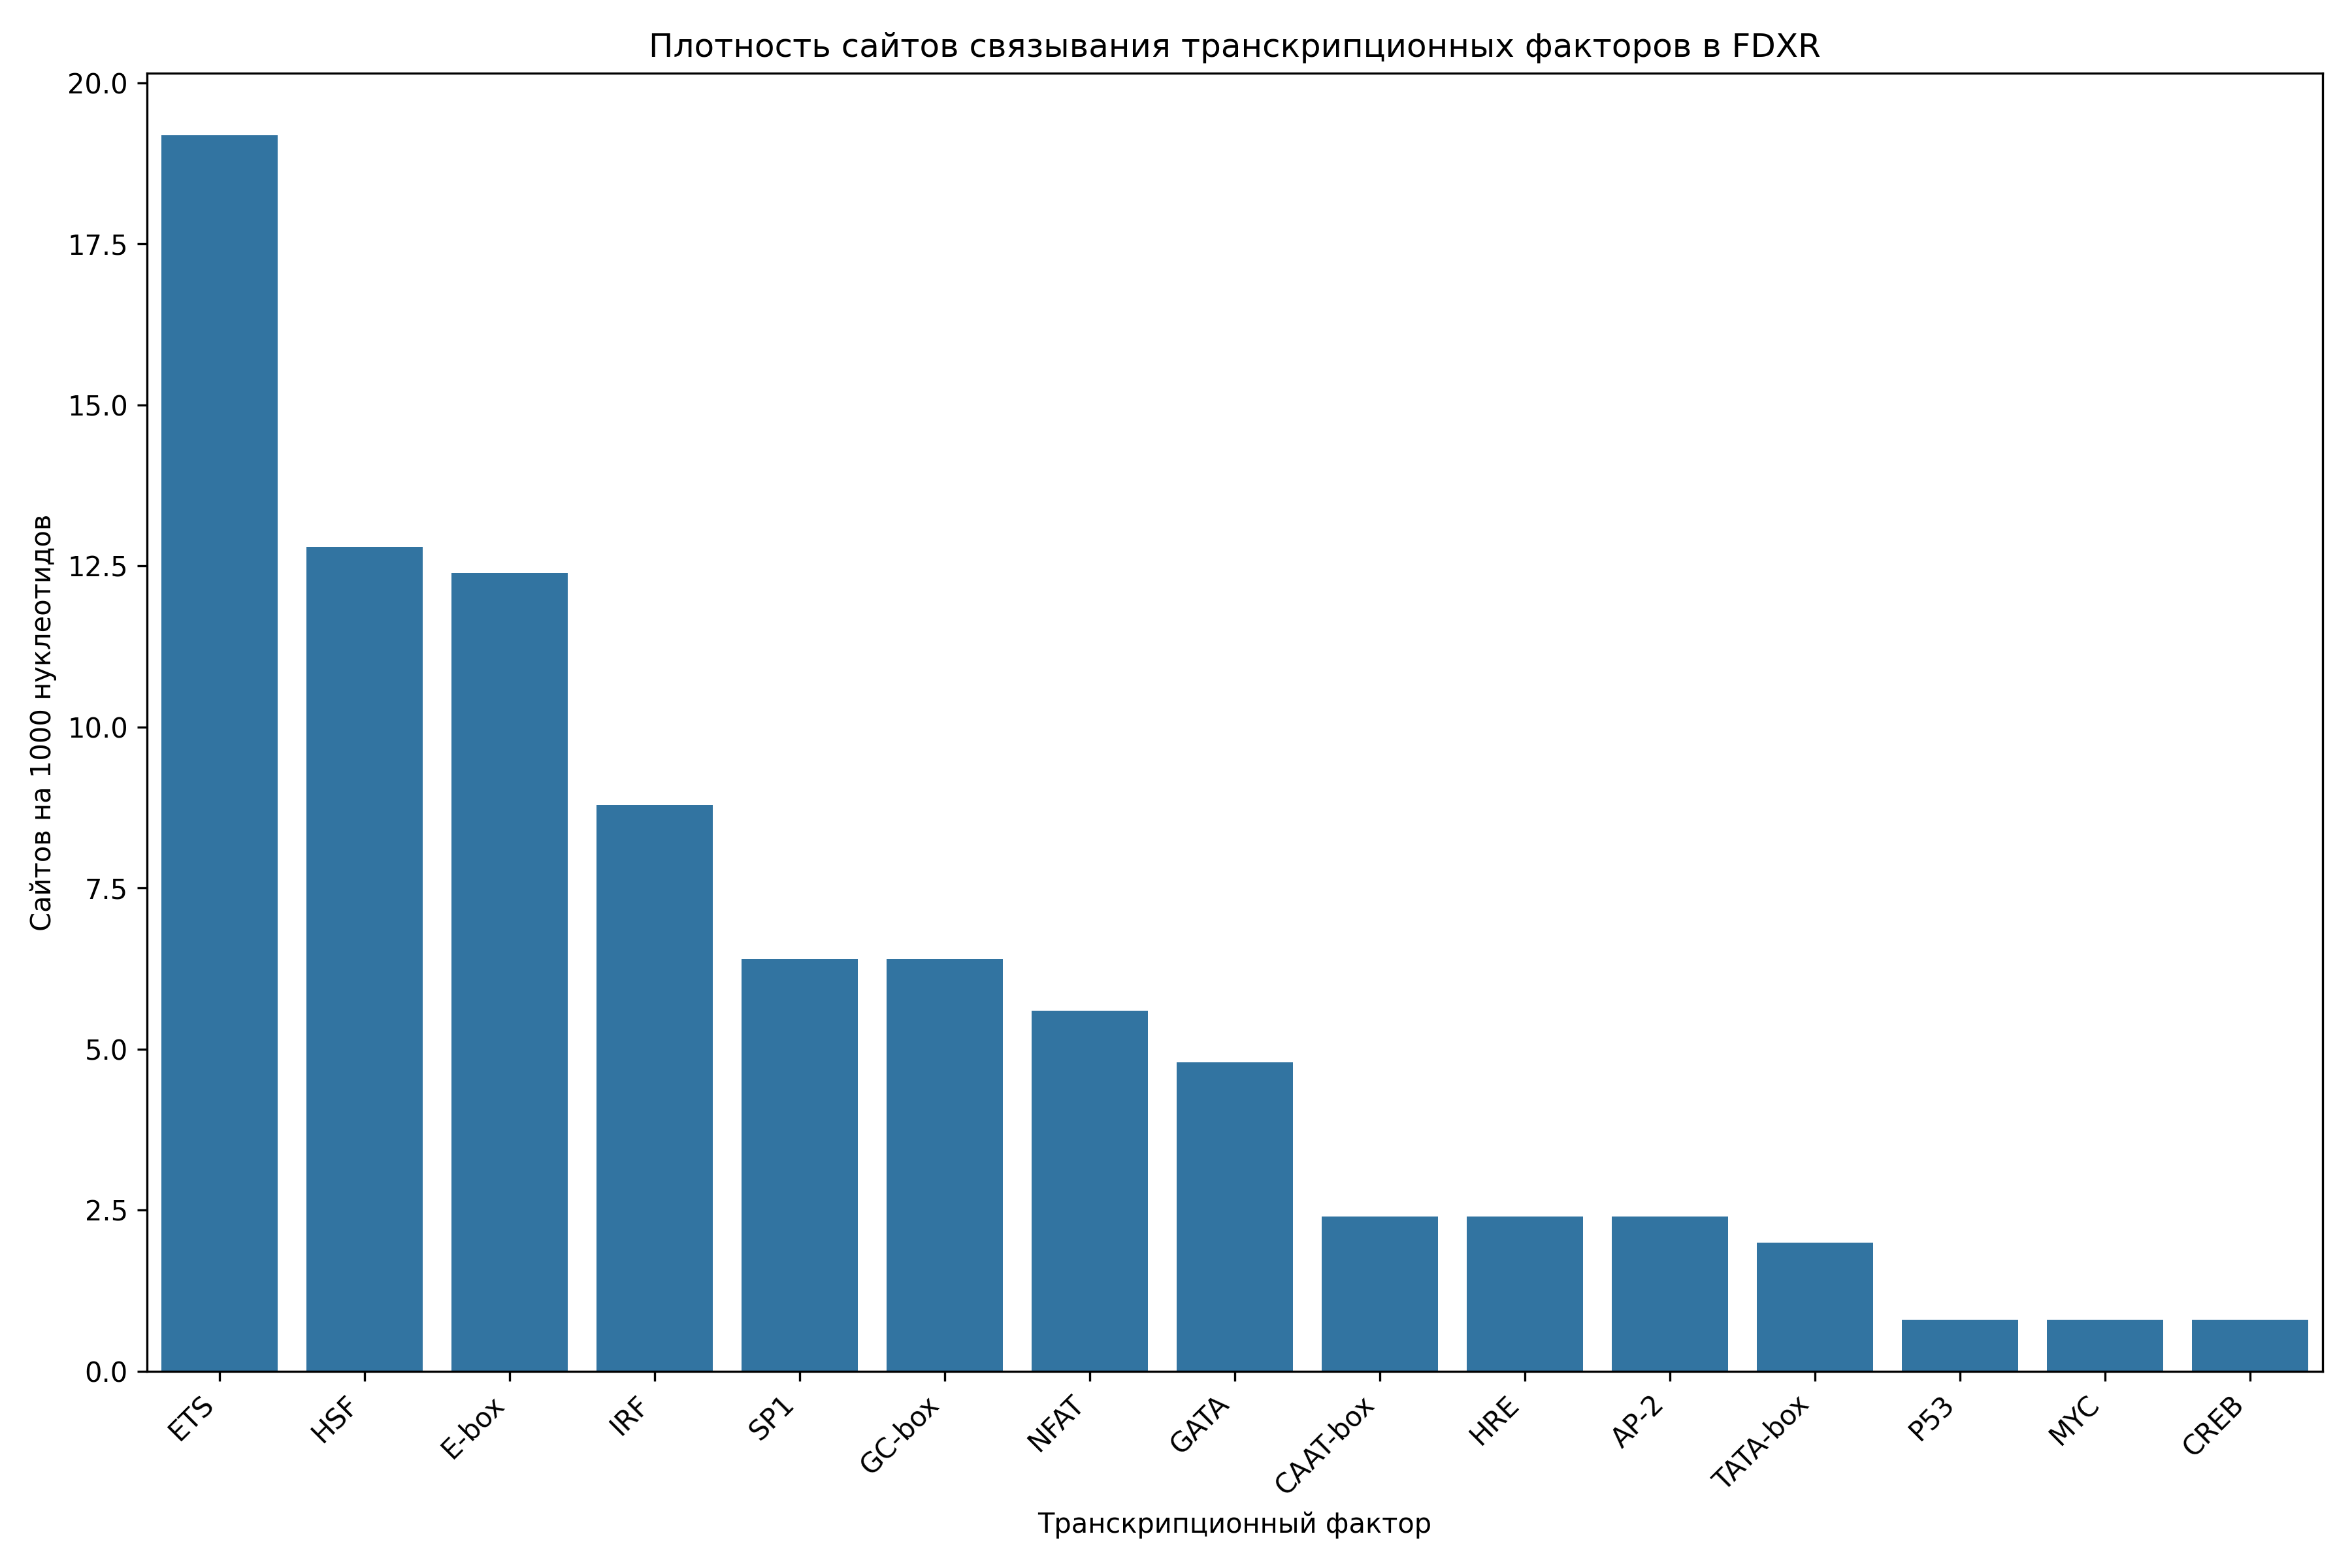 Плотность сайтов связывания транскрипционных факторов в FDXR
Сайтов на 1000 нуклеотидов
20.0
17.5
15.0
12.5
10.0
7.5
5.0
2.5
0.0
ETS
HSF
E-box
IRF
SP1
GC-box
NFAT
GATA
CAAT-box
HRE
AP-2
TATA-box
P53
MYC
CREB
Транскрипционный фактор